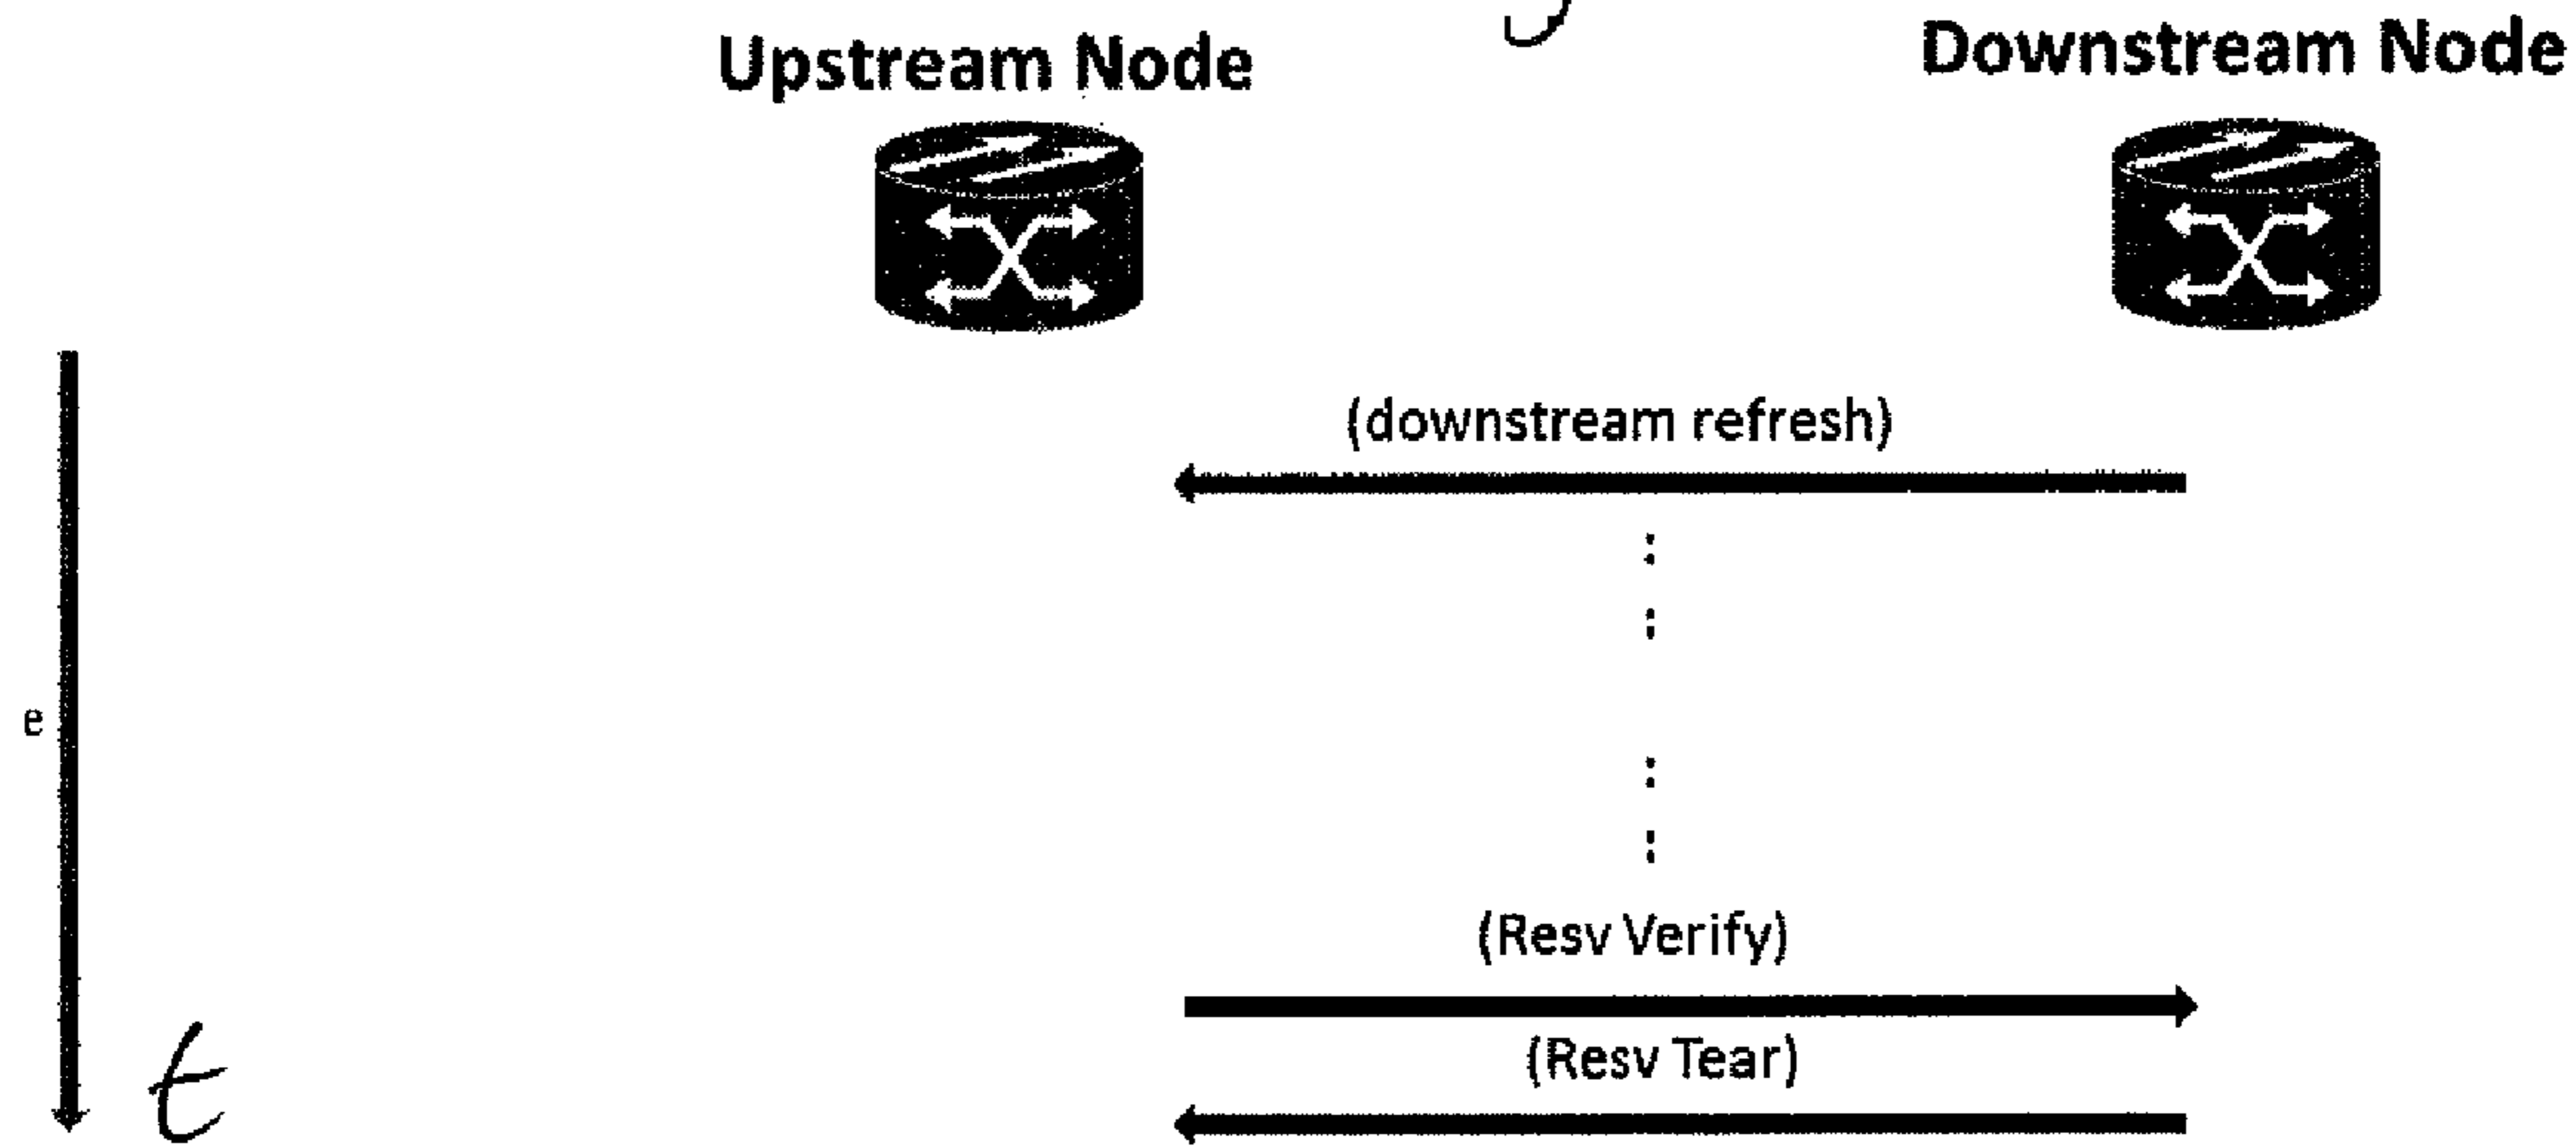 Upstream Node
Downstream Node
(downstream refresh)
e
(Resv Verify)
(Resv Tear)
t